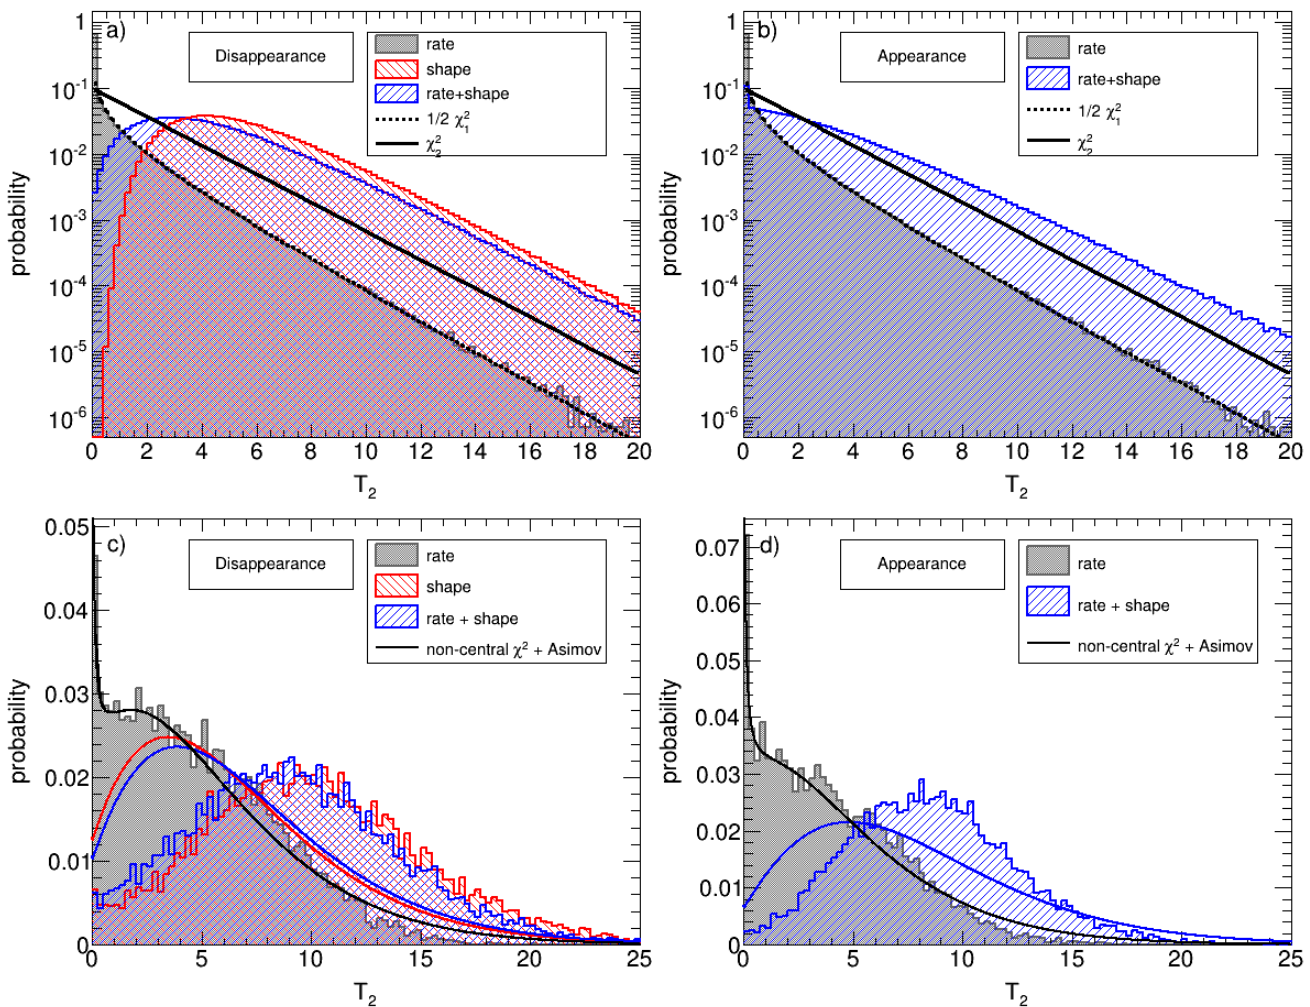 a)
Disappearance
rate
shape
rate+shape
1/2 χ²₁
χ²₂
probability
1
10⁻¹
10⁻²
10⁻³
10⁻⁴
10⁻⁵
10⁻⁶
0 2 4 6 8 10 12 14 16 18 20
T₂
b)
Appearance
rate
rate+shape
1/2 χ²₁
χ²₂
probability
1
10⁻¹
10⁻²
10⁻³
10⁻⁴
10⁻⁵
10⁻⁶
0 2 4 6 8 10 12 14 16 18 20
T₂
c)
Disappearance
rate
shape
rate + shape
non-central χ² + Asimov
probability
0.05
0.04
0.03
0.02
0.01
0
0 5 10 15 20 25
T₂
d)
Appearance
rate
rate + shape
non-central χ² + Asimov
probability
0.07
0.06
0.05
0.04
0.03
0.02
0.01
0
0 5 10 15 20 25
T₂